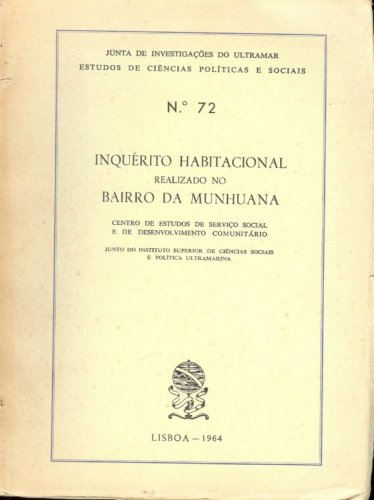 JUNTA DE INVESTIGAÇÕES DO ULTRAMAR
ESTUDOS DE CIÊNCIAS POLÍTICAS E SOCIAIS
N.º 72
INQUÉRITO HABITACIONAL
REALIZADO NO
BAIRRO DA MUNHUANA
CENTRO DE ESTUDOS DE SERVIÇO SOCIAL
E DE DESENVOLVIMENTO COMUNITÁRIO
JUNTO DO INSTITUTO SUPERIOR DE CIÊNCIAS SOCIAIS
E POLÍTICA ULTRAMARINA
LISBOA — 1964